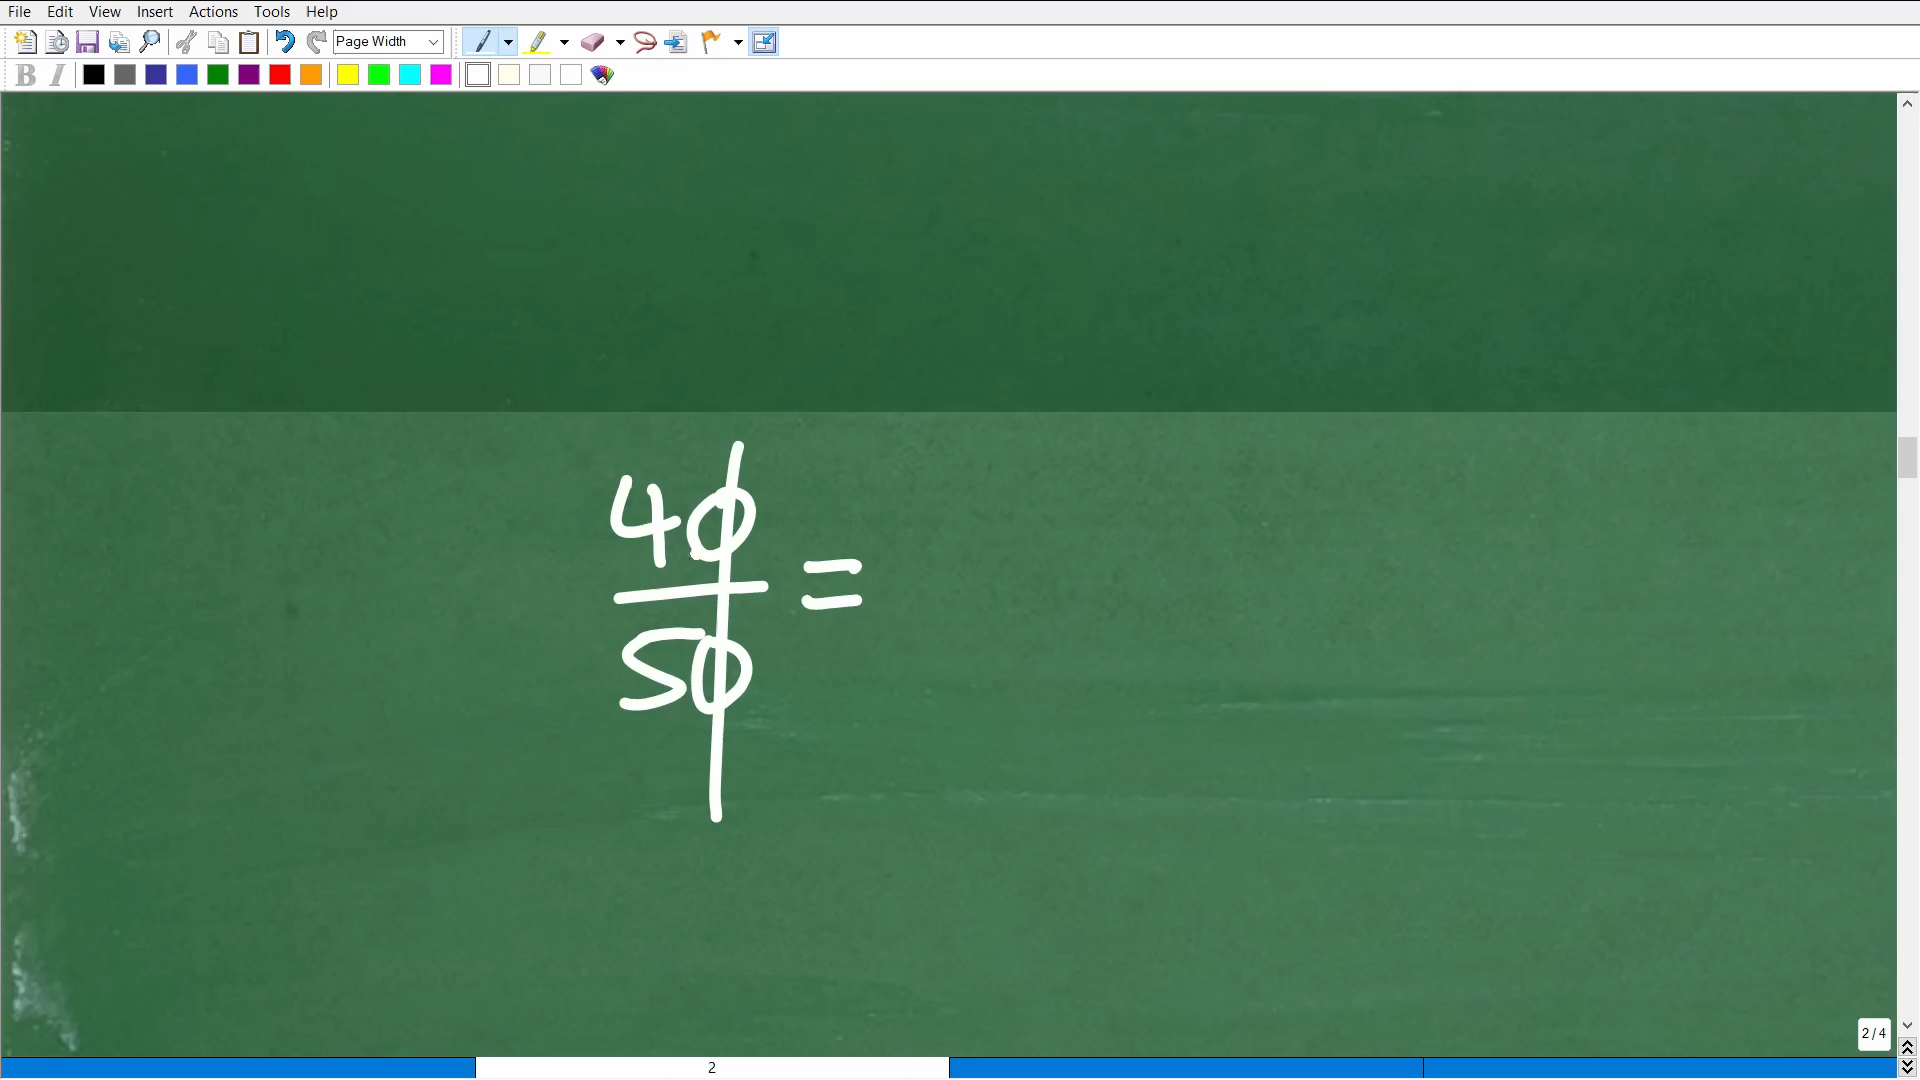 File Edit View Insert Actions Tools Help
Page Width
B I
40
50 =
2 / 4
2